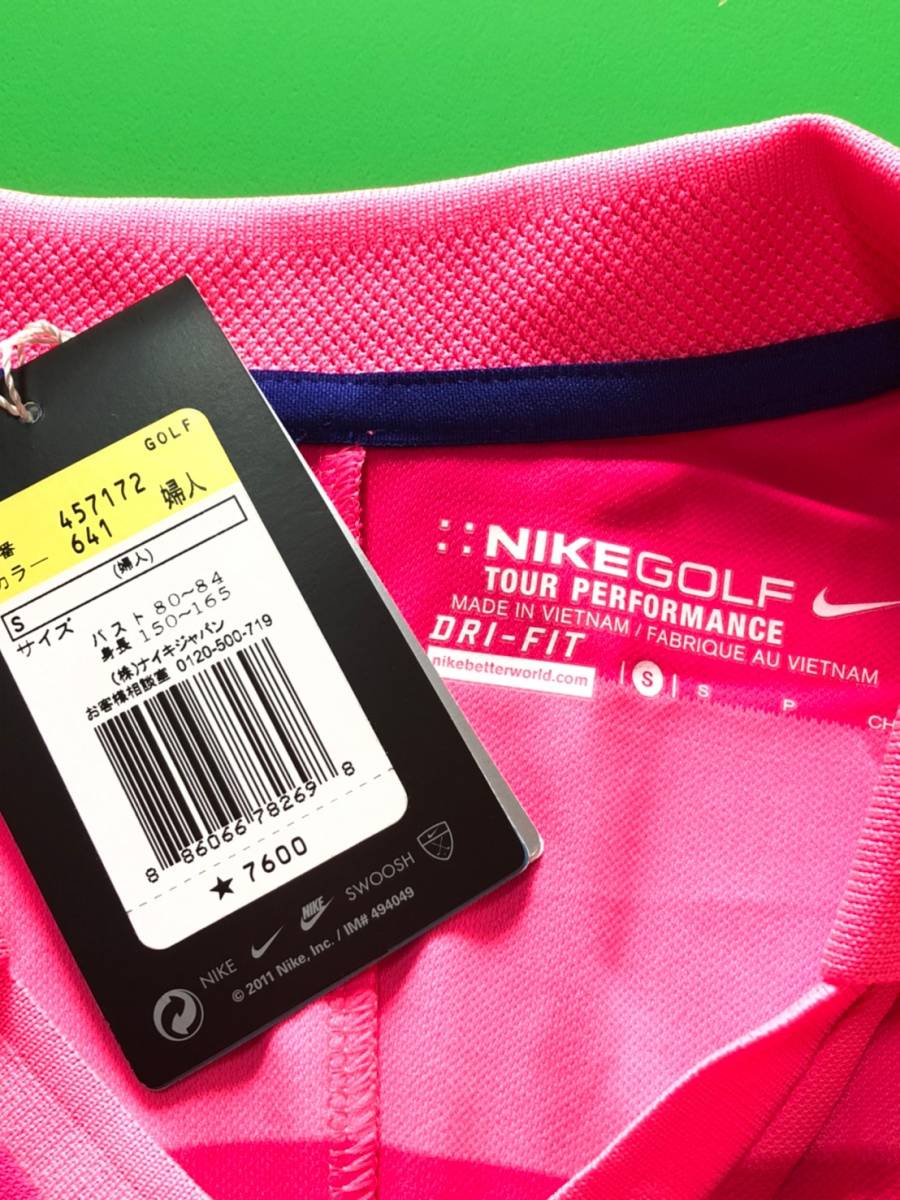 GOLF
457172 婦人
番
641
カラー
(婦人)
S
サイズ
バスト 80~84
身長 150~165
(株)ナイキジャパン
お客様相談室 0120-500-719
8 86066 78269 8
★ 7600
NIKE NIKE SWOOSH
© 2011 Nike, Inc. / IM# 494049
NIKEGOLF
TOUR PERFORMANCE
MADE IN VIETNAM / FABRIQUE AU VIETNAM
DRI-FIT
nikebetterworld.com
S S P CH